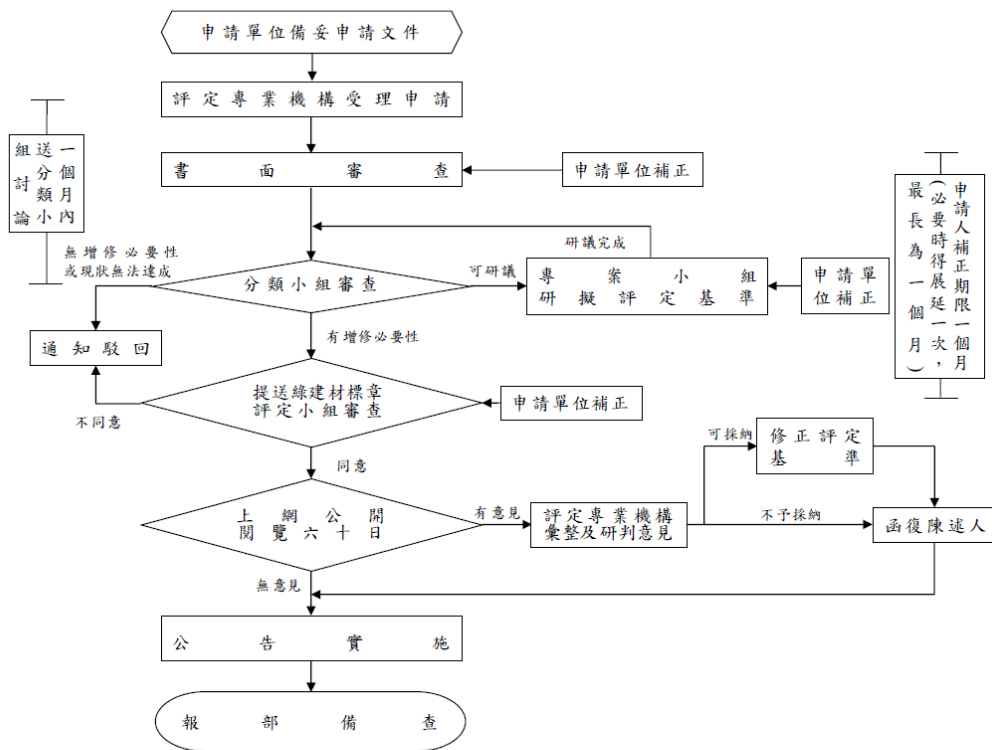 申請單位備妥申請文件
評定專業機構受理申請
一個月內
送分類小
組討論
書面審查
申請單位補正
申請人補正期限一個月
(必要時得展延一次，
最長為一個月)
研議完成
無增修必要性
或現狀無法達成
分類小組審查
可研議
專案小組
研擬評定基準
申請單
位補正
有增修必要性
通知駁回
提送綠建材標章
評定小組審查
申請單位補正
不同意
同意
可採納
修正評定
基準
上網公開
閱覽六十日
有意見
評定專業機構
彙整及研判意見
不予採納
函復陳述人
無意見
公告實施
報部備查